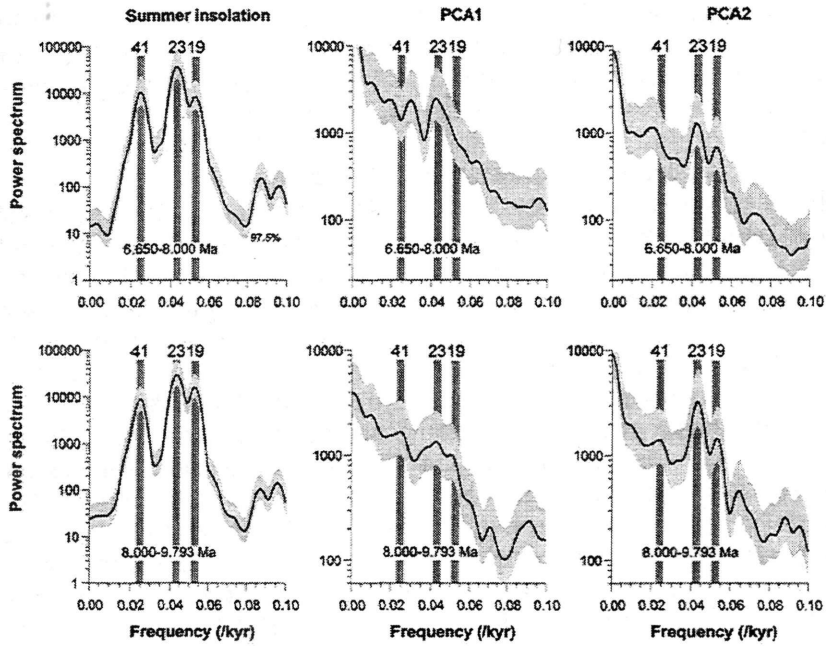 Summer insolation PCA1 PCA2
41 2319 41 2319 41 2319
100000 10000 10000
10000
1000 1000 1000
100
100 100
10
97.5%
6.650-8.000 Ma 6.650-8.000 Ma 6.650-8.000 Ma
1
Power spectrum
0.00 0.02 0.04 0.06 0.08 0.10 0.00 0.02 0.04 0.06 0.08 0.10 0.00 0.02 0.04 0.06 0.08 0.10
41 2319 41 2319 41 2319
100000 10000 10000
10000
1000 1000 1000
100
100 100
10
8.000-9.793 Ma 8.000-9.793 Ma 8.000-9.793 Ma
1
Power spectrum
0.00 0.02 0.04 0.06 0.08 0.10 0.00 0.02 0.04 0.06 0.08 0.10 0.00 0.02 0.04 0.06 0.08 0.10
Frequency (/kyr) Frequency (/kyr) Frequency (/kyr)